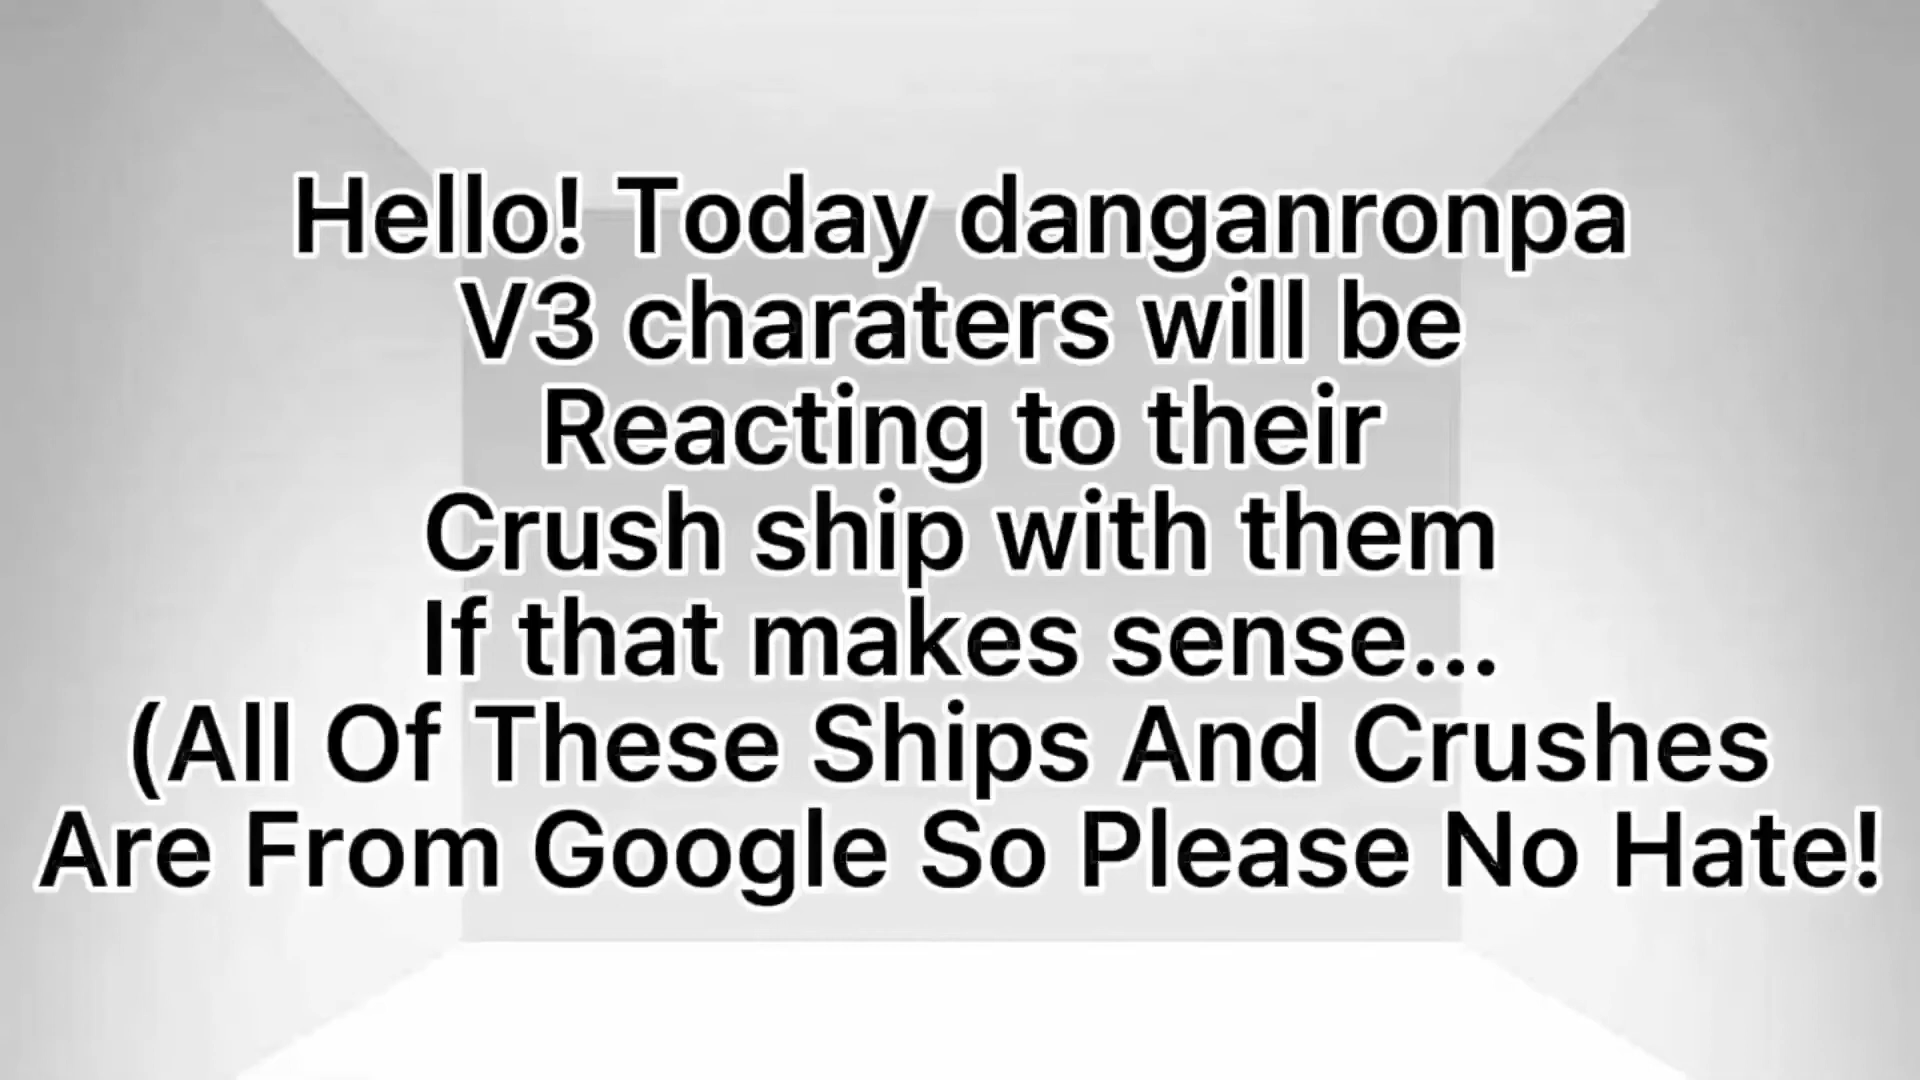 Hello! Today danganronpa
V3 charaters will be
Reacting to their
Crush ship with them
If that makes sense...
(All Of These Ships And Crushes
Are From Google So Please No Hate!